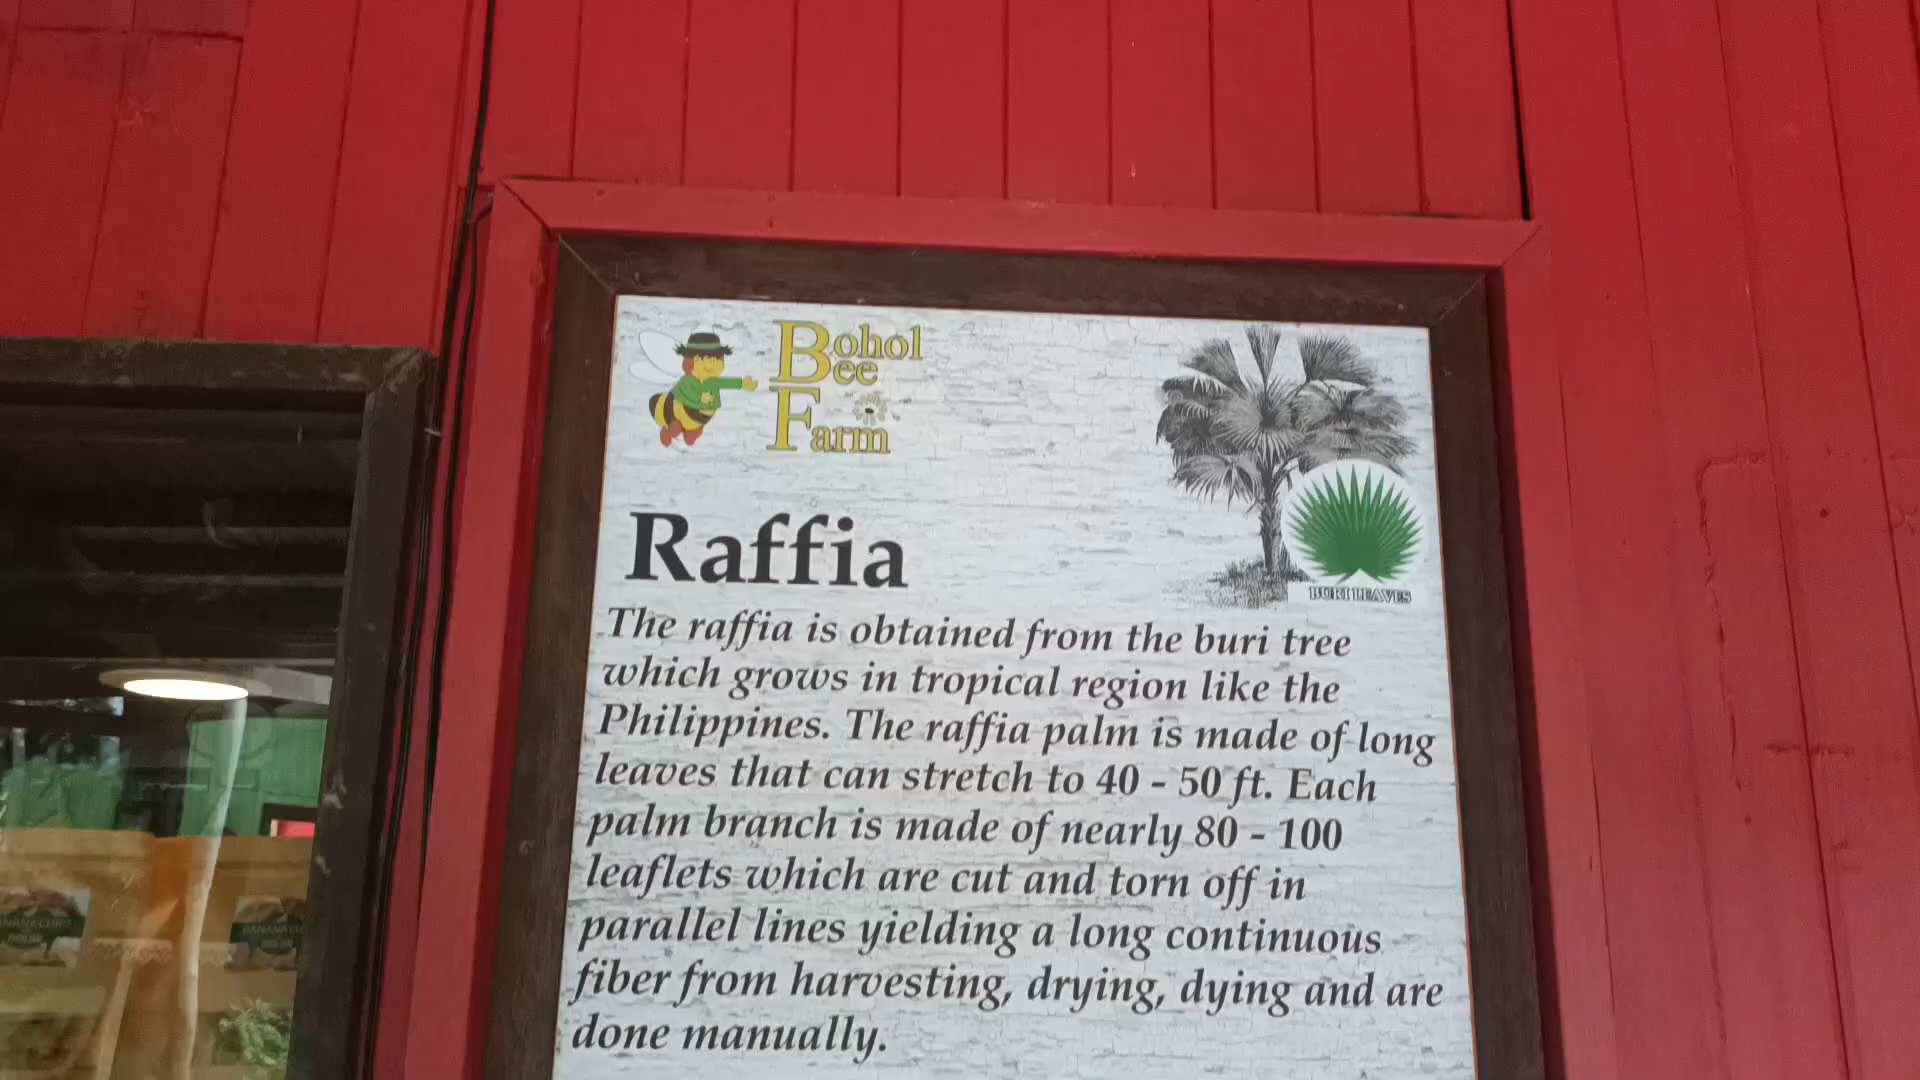 Bohol
Bee
Farm
Raffia
BURI LEAVES
The raffia is obtained from the buri tree
which grows in tropical region like the
Philippines. The raffia palm is made of long
leaves that can stretch to 40 - 50 ft. Each
palm branch is made of nearly 80 - 100
leaflets which are cut and torn off in
parallel lines yielding a long continuous
fiber from harvesting, drying, dying and are
done manually.